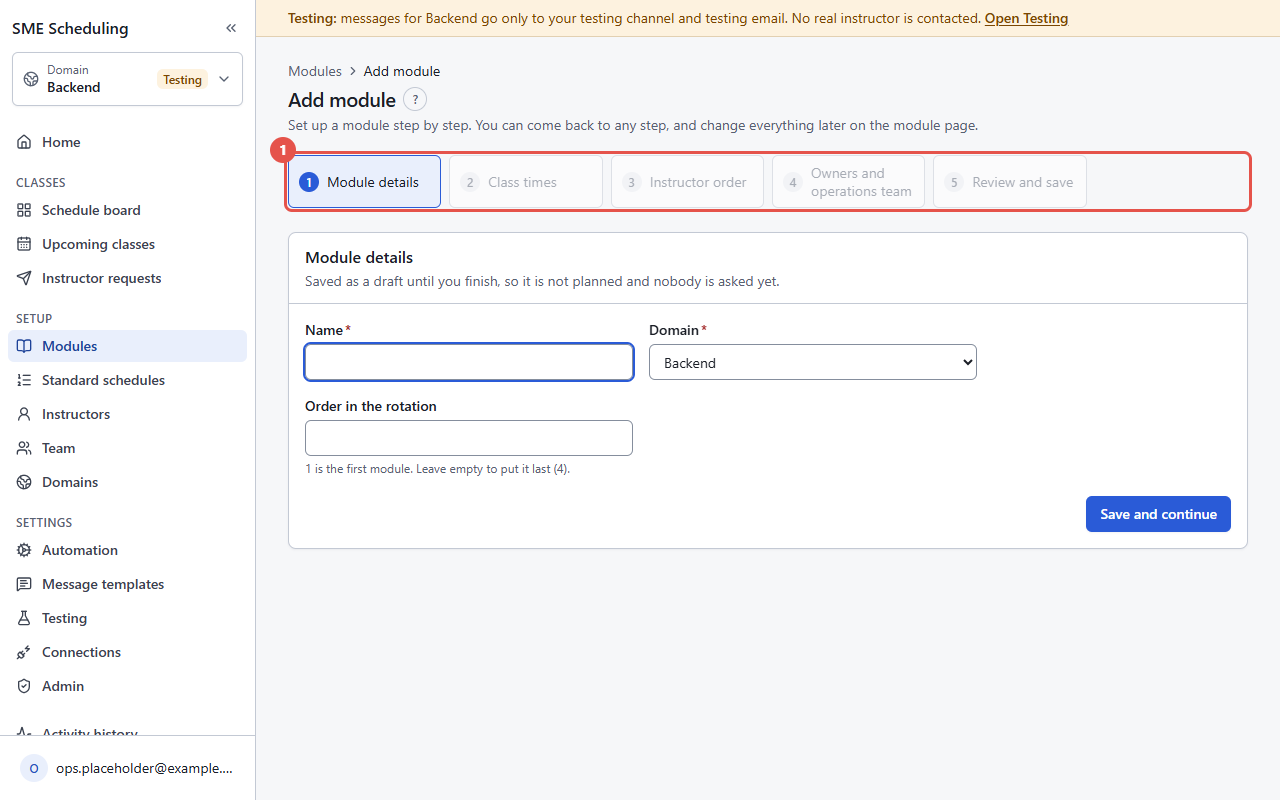 SME Scheduling
Domain
Backend
Testing
Home
CLASSES
Schedule board
Upcoming classes
Instructor requests
SETUP
Modules
Standard schedules
Instructors
Team
Domains
SETTINGS
Automation
Message templates
Testing
Connections
Admin
Activity history
O
ops.placeholder@example....
Testing: messages for Backend go only to your testing channel and testing email. No real instructor is contacted. Open Testing
Modules > Add module
Add module ?
Set up a module step by step. You can come back to any step, and change everything later on the module page.
1
1 Module details
2 Class times
3 Instructor order
4 Owners and
operations team
5 Review and save
Module details
Saved as a draft until you finish, so it is not planned and nobody is asked yet.
Name *
Domain *
Backend
Order in the rotation
1 is the first module. Leave empty to put it last (4).
Save and continue